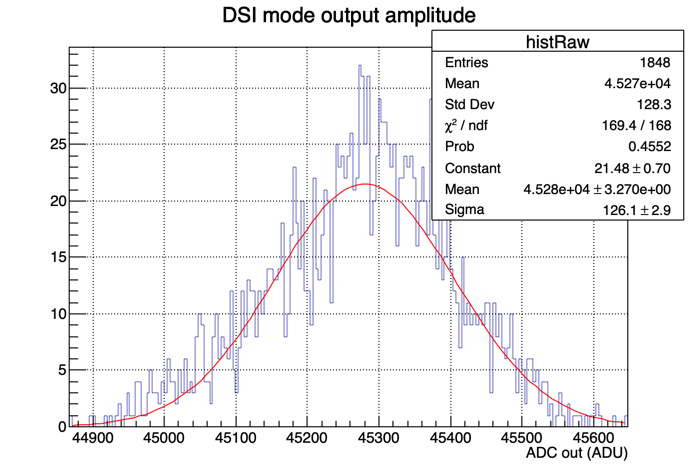 DSI mode output amplitude
histRaw
Entries 1848
Mean 4.527e+04
Std Dev 128.3
χ² / ndf 169.4 / 168
Prob 0.4552
Constant 21.48 ± 0.70
Mean 4.528e+04 ± 3.270e+00
Sigma 126.1 ± 2.9
30
25
20
15
10
5
0
44900 45000 45100 45200 45300 45400 45500 45600
ADC out (ADU)